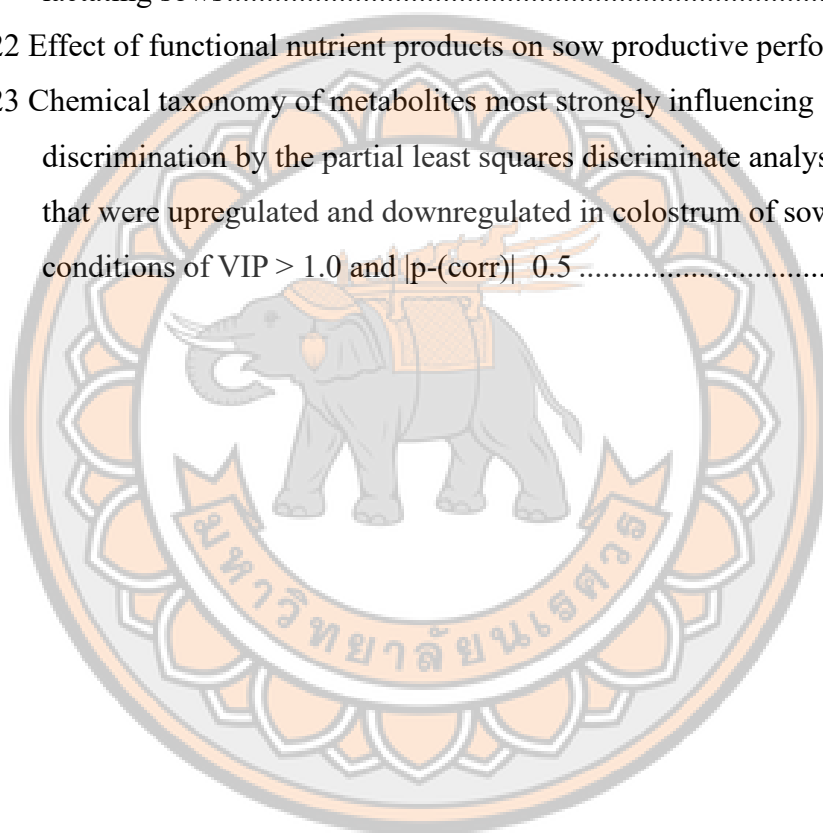 lactating sows
22 Effect of functional nutrient products on sow productive perfo
23 Chemical taxonomy of metabolites most strongly influencing
discrimination by the partial least squares discriminate analys
that were upregulated and downregulated in colostrum of sow
conditions of VIP > 1.0 and |p-(corr)| 0.5 ................................
มหาวิทยาลัยนเรศวร